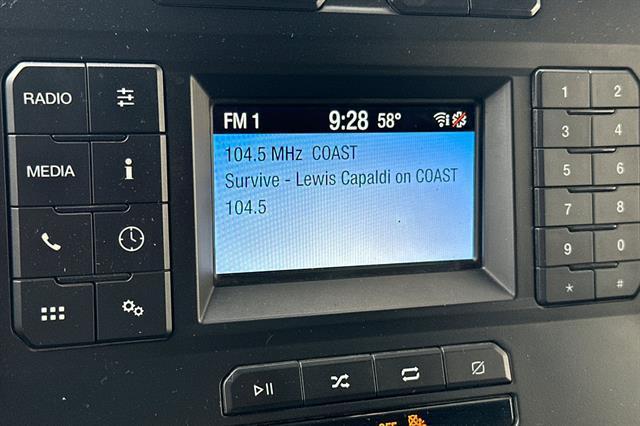 RADIO
MEDIA
FM 1 9:28 58°
104.5 MHz COAST
Survive - Lewis Capaldi on COAST
104.5
1 2
3 4
5 6
7 8
9 0
* #
OFF